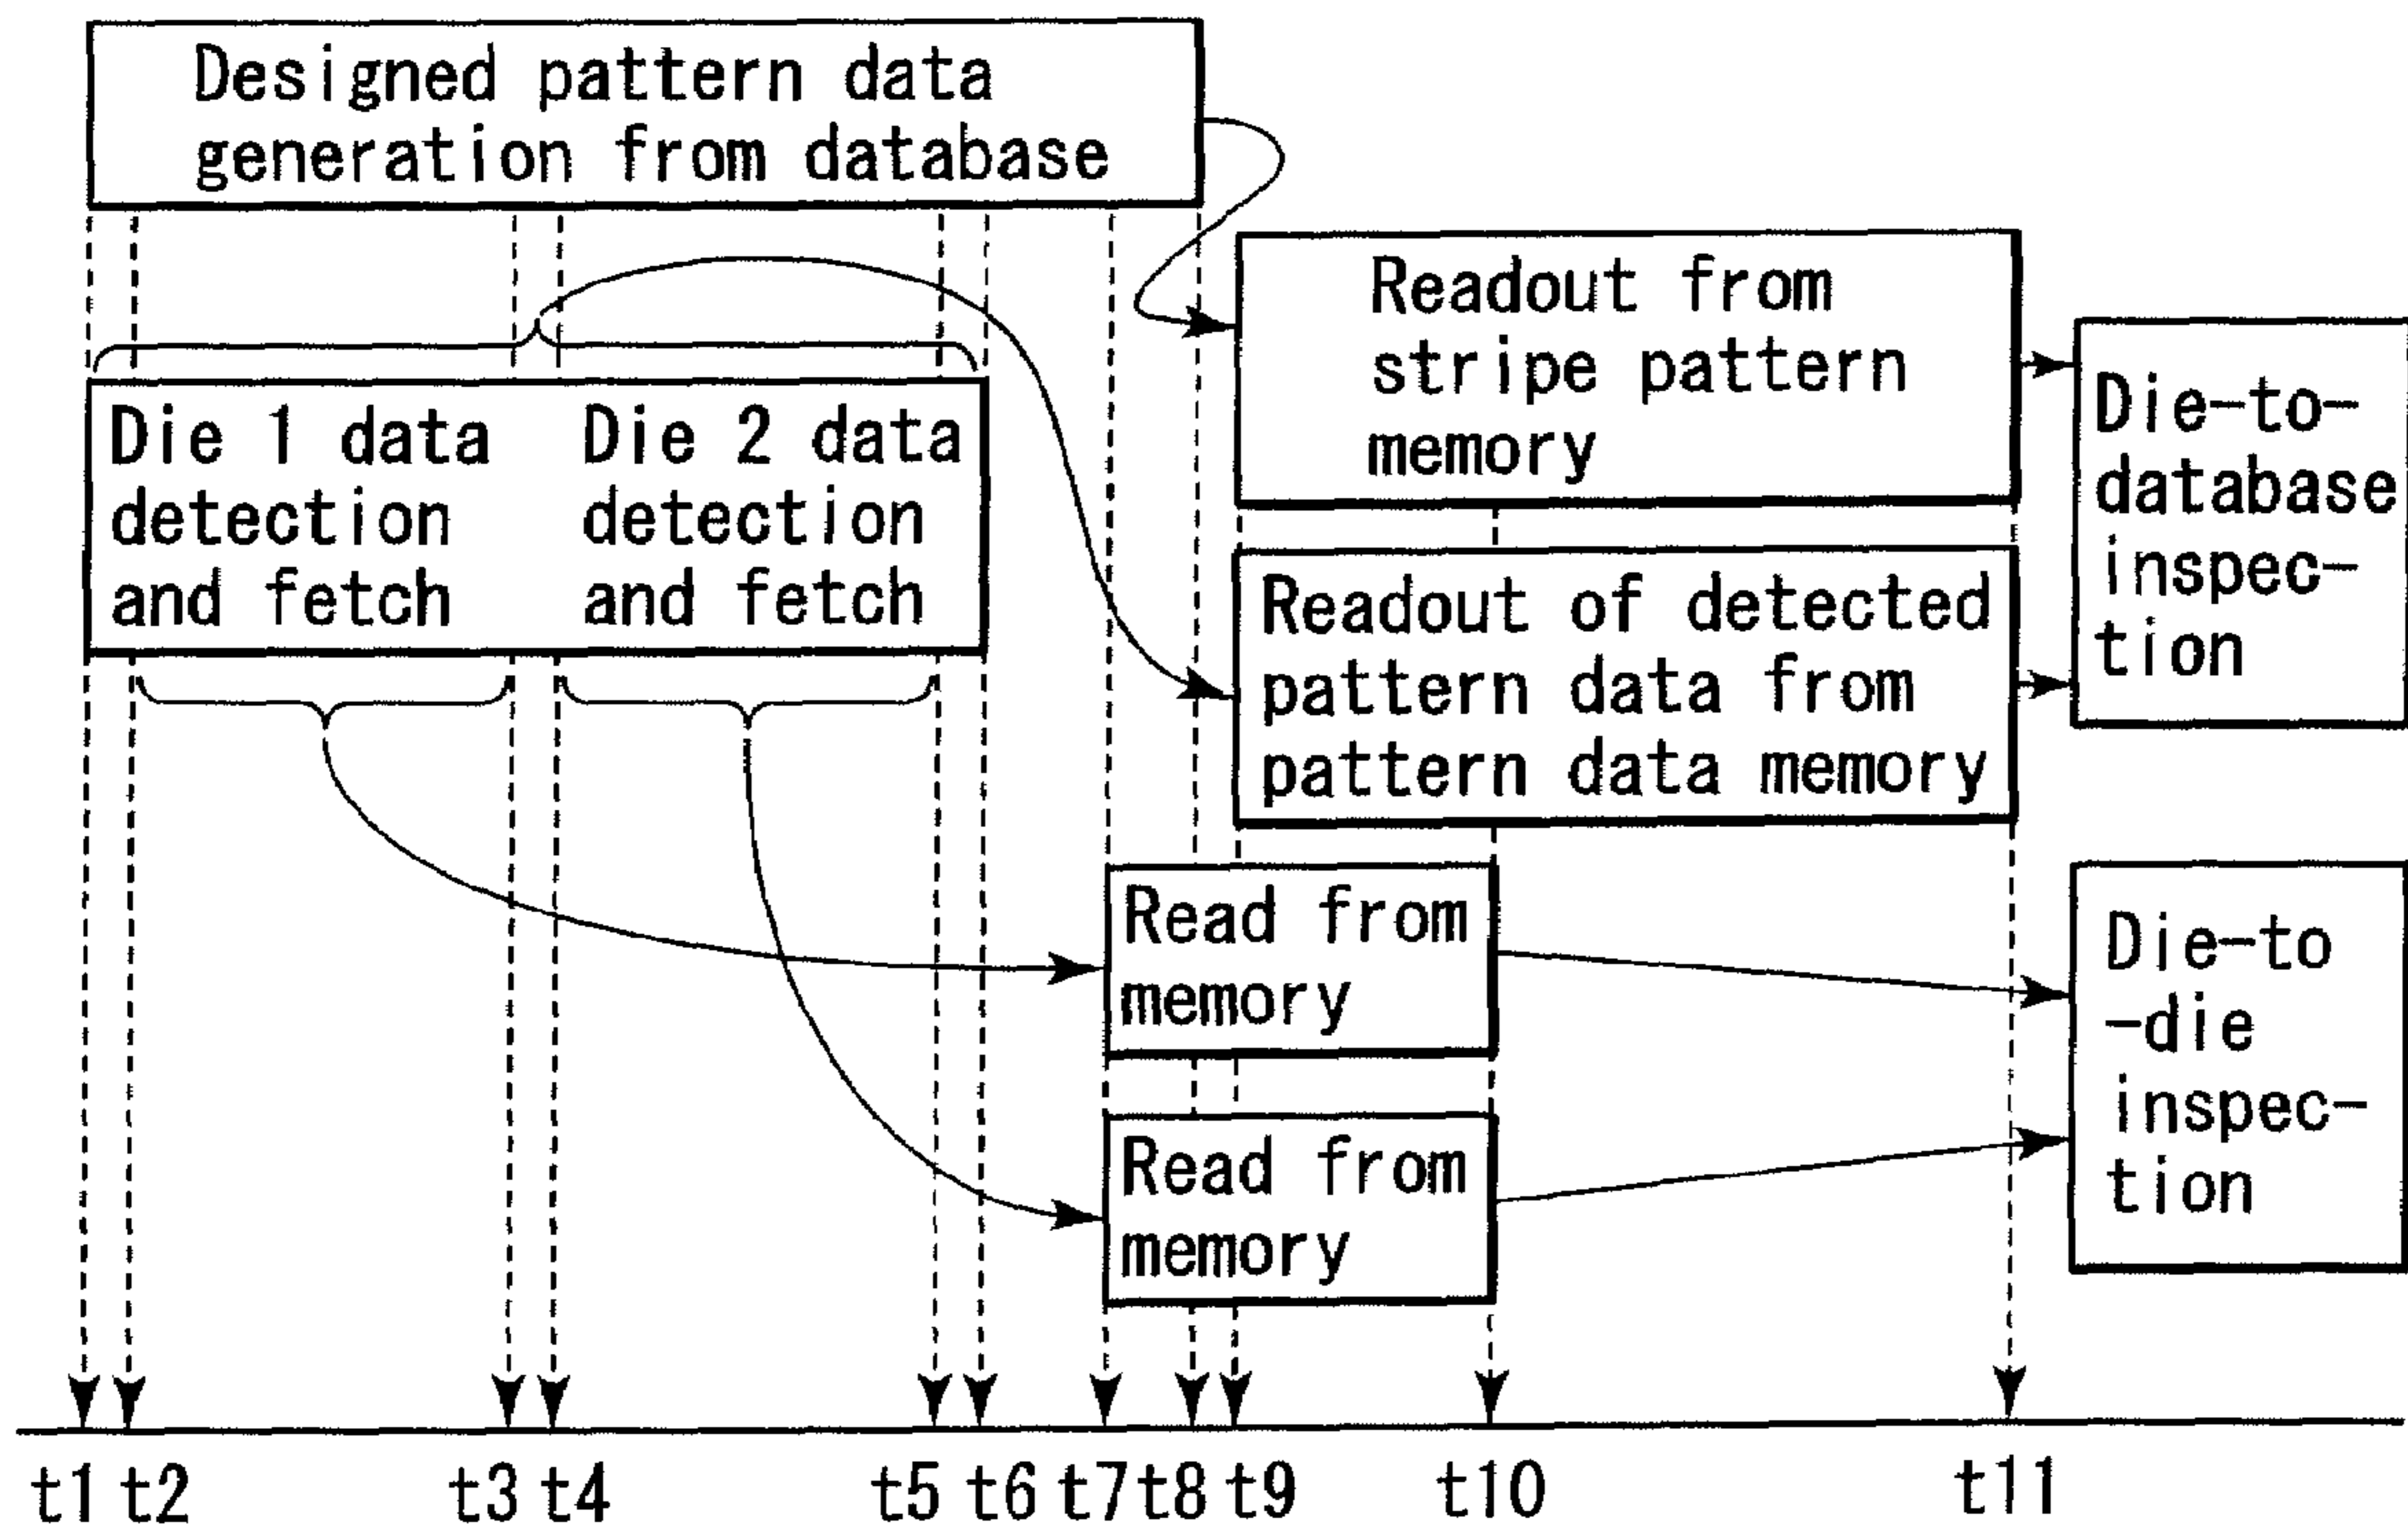 Designed pattern data
generation from database
Readout from
stripe pattern
memory
Die-to-
database
inspec-
tion
Die 1 data
detection
and fetch
Die 2 data
detection
and fetch
Readout of detected
pattern data from
pattern data memory
Read from
memory
Die-to
-die
inspec-
tion
Read from
memory
t1 t2 t3 t4 t5 t6 t7 t8 t9 t10 t11